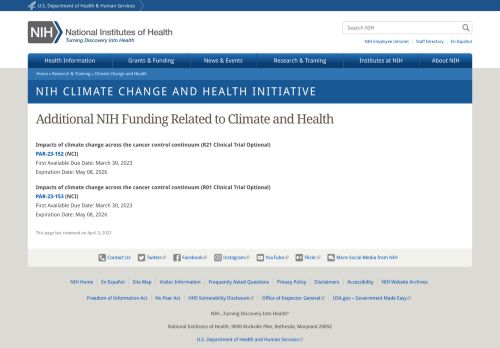 U.S. Department of Health & Human Services
NIH National Institutes of Health
Turning Discovery Into Health
Search NIH
NIH Employee Intranet Staff Directory En Español
Health Information Grants & Funding News & Events Research & Training Institutes at NIH About NIH
Home » Research & Training » Climate Change and Health
NIH CLIMATE CHANGE AND HEALTH INITIATIVE
Additional NIH Funding Related to Climate and Health
Impacts of climate change across the cancer control continuum (R21 Clinical Trial Optional)
PAR-23-152 (NCI)
First Available Due Date: March 30, 2023
Expiration Date: May 08, 2026
Impacts of climate change across the cancer control continuum (R01 Clinical Trial Optional)
PAR-23-153 (NCI)
First Available Due Date: March 30, 2023
Expiration Date: May 08, 2026
This page last reviewed on April 3, 2023
Contact Us Twitter Facebook Instagram YouTube Flickr More Social Media from NIH
NIH Home En Español Site Map Visitor Information Frequently Asked Questions Privacy Policy Disclaimers Accessibility NIH Website Archives
Freedom of Information Act No Fear Act HHS Vulnerability Disclosure Office of Inspector General USA.gov – Government Made Easy
NIH...Turning Discovery Into Health®
National Institutes of Health, 9000 Rockville Pike, Bethesda, Maryland 20892
U.S. Department of Health and Human Services